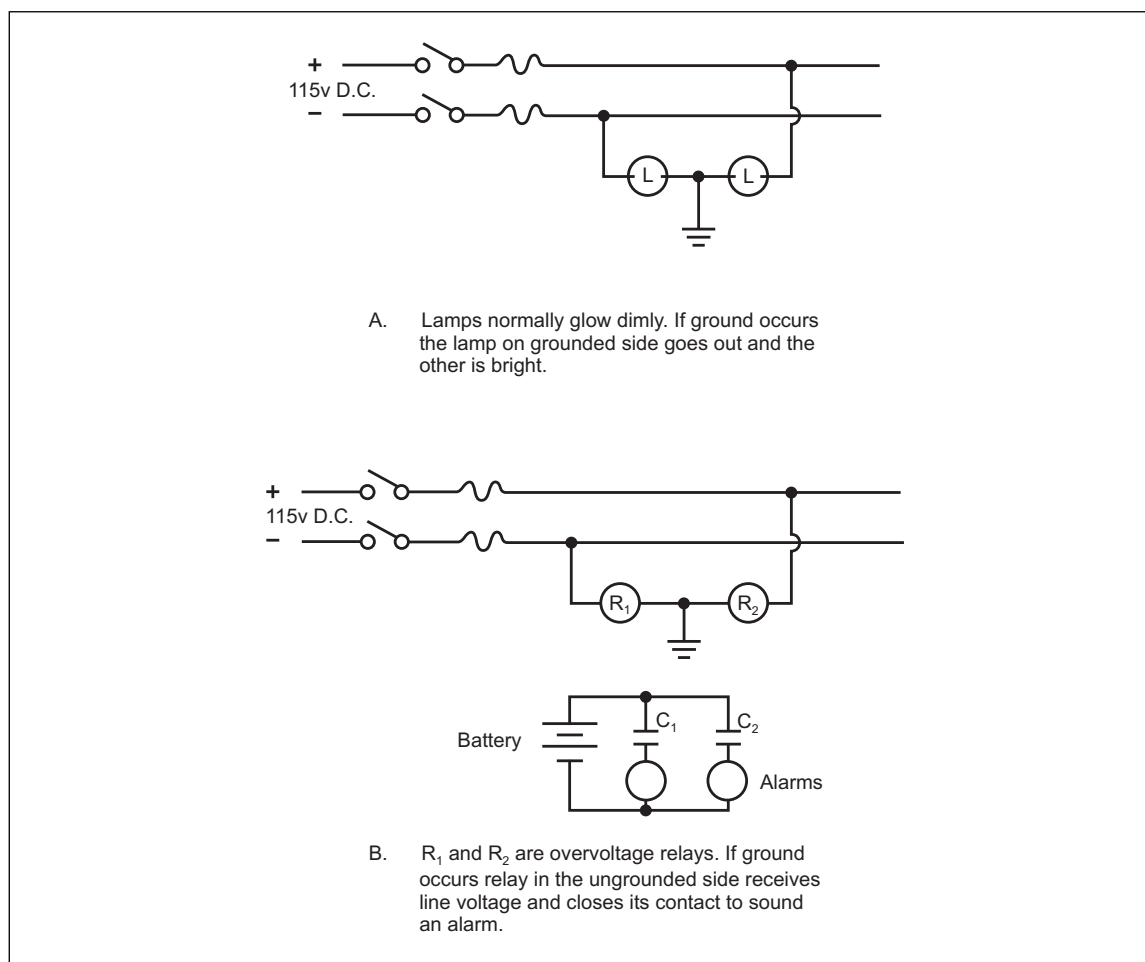 +
115v D.C.
−
L
L
A. Lamps normally glow dimly. If ground occurs
the lamp on grounded side goes out and the
other is bright.
+
115v D.C.
−
R₁
R₂
C₁
C₂
Battery
Alarms
B. R₁ and R₂ are overvoltage relays. If ground
occurs relay in the ungrounded side receives
line voltage and closes its contact to sound
an alarm.